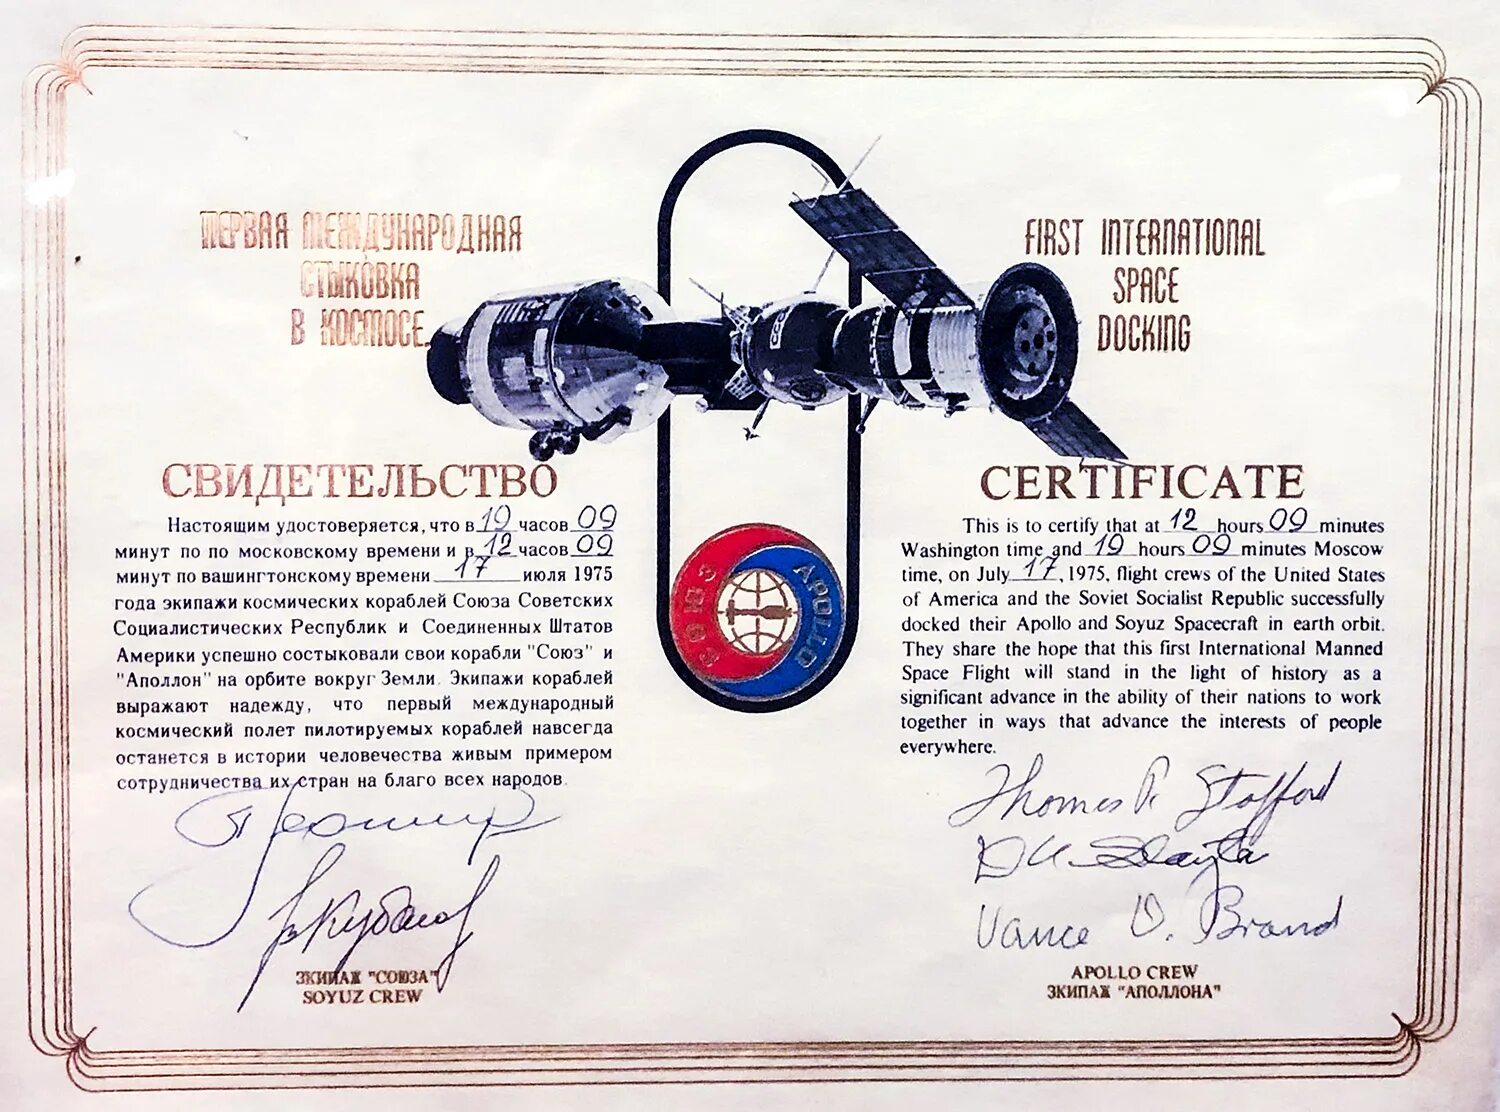 ПЕРВАЯ МЕЖДУНАРОДНАЯ
СТЫКОВКА
В КОСМОСЕ.
FIRST INTERNATIONAL
SPACE
DOCKING
СССР
СВИДЕТЕЛЬСТВО
Настоящим удостоверяется, что в 19 часов 09
минут по по московскому времени и в 12 часов 09
минут по вашингтонскому времени 17 июля 1975
года экипажи космических кораблей Союза Советских
Социалистических Республик и Соединенных Штатов
Америки успешно состыковали свои корабли "Союз" и
"Аполлон" на орбите вокруг Земли. Экипажи кораблей
выражают надежду, что первый международный
космический полет пилотируемых кораблей навсегда
останется в истории человечества живым примером
сотрудничества их стран на благо всех народов.
СОЮЗ
APOLLO
CERTIFICATE
This is to certify that at 12 hours 09 minutes
Washington time and 19 hours 09 minutes Moscow
time, on July 17, 1975, flight crews of the United States
of America and the Soviet Socialist Republic successfully
docked their Apollo and Soyuz Spacecraft in earth orbit.
They share the hope that this first International Manned
Space Flight will stand in the light of history as a
significant advance in the ability of their nations to work
together in ways that advance the interests of people
everywhere.
Thomas P. Stafford
DK Slayton
Vance D. Brand
ЭКИПАЖ "СОЮЗА"
SOYUZ CREW
APOLLO CREW
ЭКИПАЖ "АПОЛЛОНА"